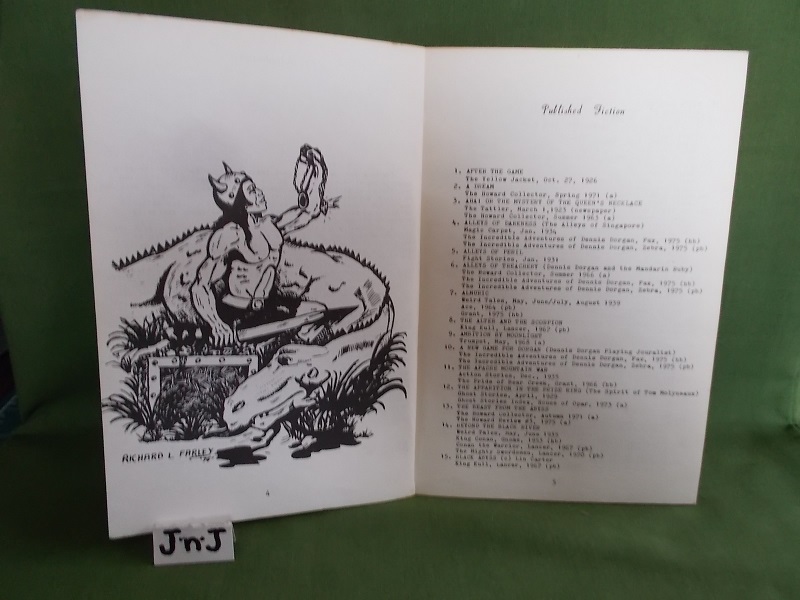 RICHARD L. FARLEY
4
J·n·J
Published Fiction
1. AFTER THE GAME
The Yellow Jacket, Oct. 27, 1926
2. A DREAM
The Howard Collector, Spring 1971 (a)
3. AHA! OR THE MYSTERY OF THE QUEEN'S NECKLACE
The Tattler, March 1,1923 (newspaper)
The Howard Collector, Summer 1963 (a)
4. ALLEYS OF DARKNESS (The Alleys of Singapore)
Magic Carpet, Jan. 1934
The Incredible Adventures of Dennis Dorgan, Fax, 1975 (hb)
The Incredible Adventures of Dennis Dorgan, Zebra, 1975 (pb)
5. ALLEYS OF PERIL
Fight Stories, Jan. 1931
6. ALLEYS OF TREACHERY (Dennis Dorgan and the Mandarin Ruby)
The Howard Collector, Summer 1966 (a)
The Incredible Adventures of Dennis Dorgan, Fax, 1975 (hb)
The Incredible Adventures of Dennis Dorgan, Zebra, 1975 (pb)
7. ALMURIC
Weird Tales, May, June/July, August 1939
Ace, 1964 (pb)
Grant, 1975 (hb)
8. THE ALTER AND THE SCORPION
King Kull, Lancer, 1967 (pb)
9. AMBITION BY MOONLIGHT
Trumpet, May, 1968 (a)
10. A NEW GAME FOR DORGAN (Dennis Dorgan Playing Journalist)
The Incredible Adventures of Dennis Dorgan, Fax, 1975 (hb)
The Incredible Adventures of Dennis Dorgan, Zebra, 1975 (pb)
11. THE APACHE MOUNTAIN WAR
Action Stories, Dec. 1935
The Pride of Bear Creek, Grant, 1966 (hb)
12. THE APPARITION IN THE PRIZE RING (The Spirit of Tom Molyneaux)
Ghost Stories, April, 1929
13. THE BEAST FROM THE ABYSS
The Howard Collector, Autumn 1971 (a)
The Howard Review #3, 1975 (a)
14. BEYOND THE BLACK RIVER
Weird Tales, May, June 1935
King Conan, Gnome, 1953 (hb)
Conan the Warrior, Lancer, 1967 (pb)
The Mighty Swordsmen, Lancer, 1970 (pb)
15. BLACK ABYSS (c) Lin Carter
King Kull, Lancer, 1967 (pb)
5